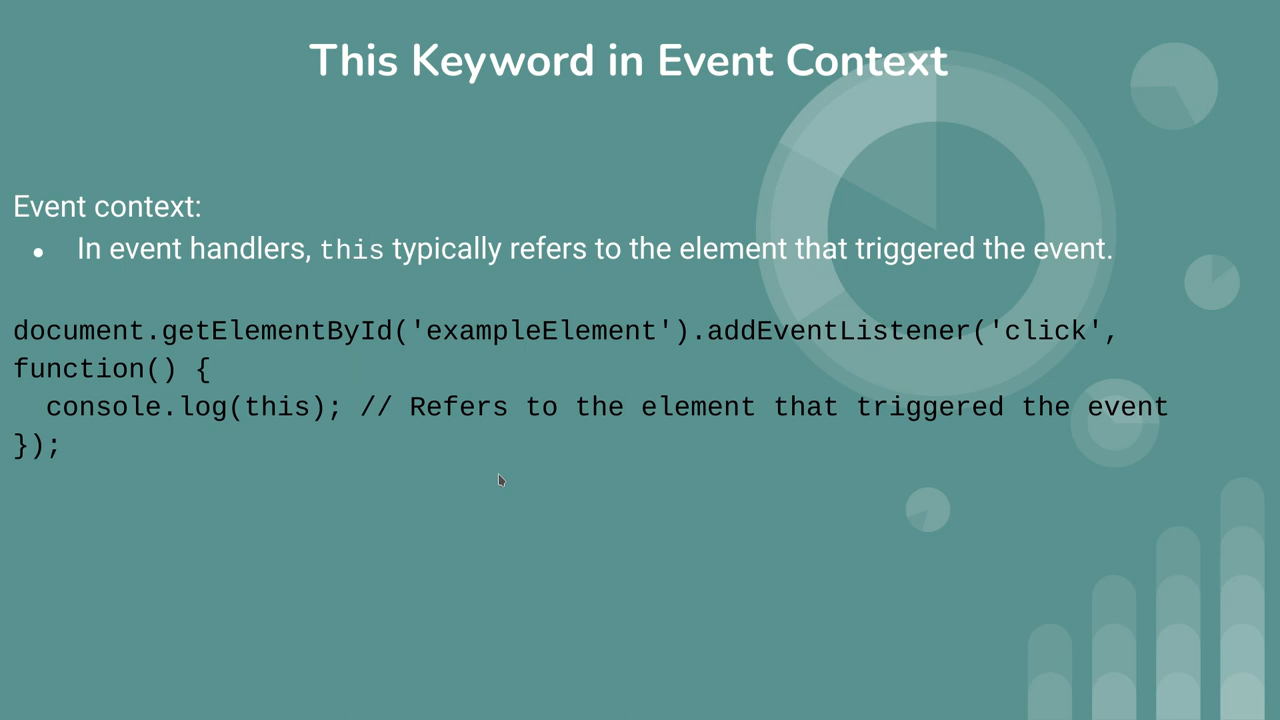 This Keyword in Event Context
Event context:
● In event handlers, this typically refers to the element that triggered the event.
document.getElementById('exampleElement').addEventListener('click',
function() {
  console.log(this); // Refers to the element that triggered the event
});